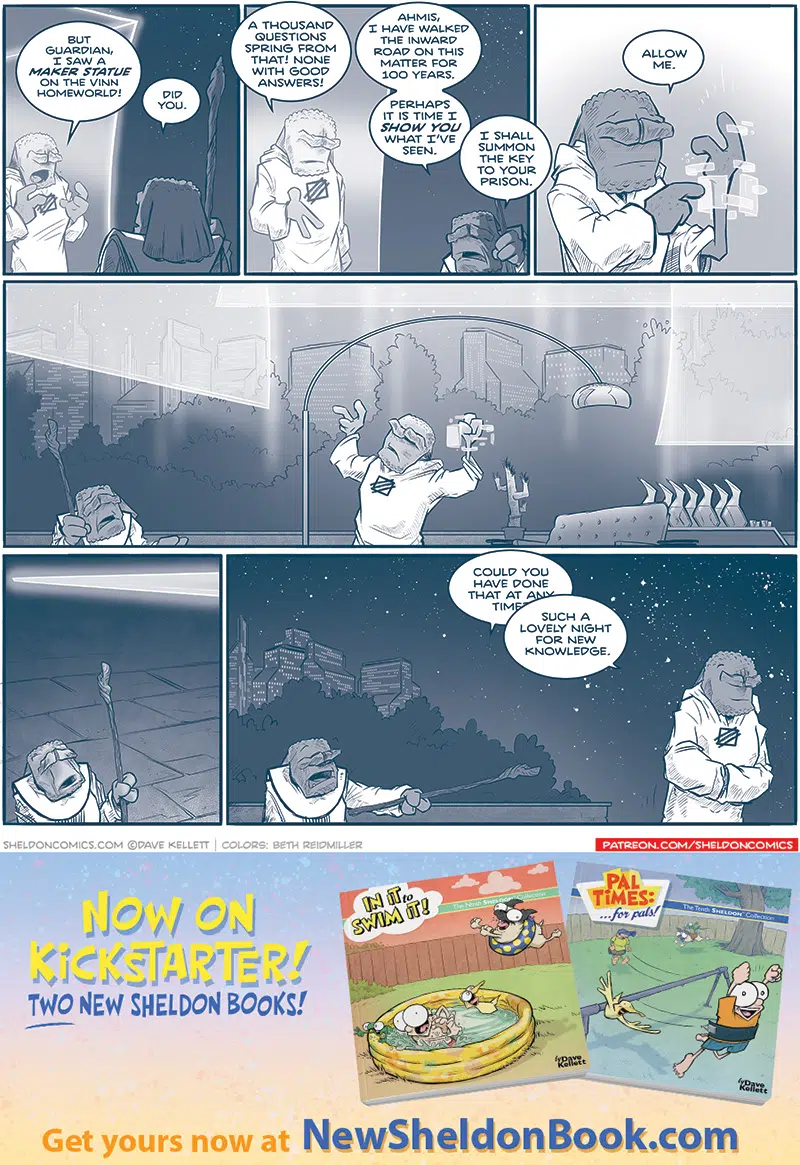 BUT
GUARDIAN,
I SAW A
MAKER STATUE
ON THE VINN
HOMEWORLD!
DID
YOU.
A THOUSAND
QUESTIONS
SPRING FROM
THAT! NONE
WITH GOOD
ANSWERS!
AHMIS,
I HAVE WALKED
THE INWARD
ROAD ON THIS
MATTER FOR
100 YEARS.
PERHAPS
IT IS TIME I
SHOW YOU
WHAT I'VE
SEEN.
I SHALL
SUMMON
THE KEY
TO YOUR
PRISON.
ALLOW
ME.
COULD YOU
HAVE DONE
THAT AT ANY
TIME?
SUCH A
LOVELY NIGHT
FOR NEW
KNOWLEDGE.
SHELDONCOMICS.COM ©DAVE KELLETT | COLORS: BETH REIDMILLER
PATREON.COM/SHELDONCOMICS
NOW ON
KICKSTARTER!
TWO NEW SHELDON BOOKS!
IN IT to
SWIM IT!
The Ninth SHELDON Collection
by Dave
Kellett
PAL
TIMES:
...for pals!
The Tenth SHELDON Collection
by Dave
Kellett
Get yours now at NewSheldonBook.com